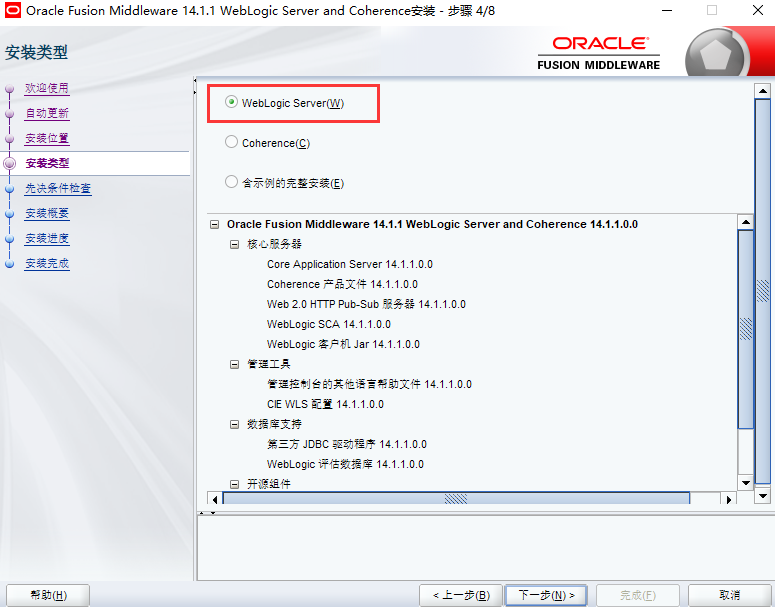 Oracle Fusion Middleware 14.1.1 WebLogic Server and Coherence安装 - 步骤 4/8
安装类型
ORACLE
FUSION MIDDLEWARE
欢迎使用
自动更新
安装位置
安装类型
先决条件检查
安装概要
安装进度
安装完成
WebLogic Server(W)
Coherence(C)
含示例的完整安装(E)
Oracle Fusion Middleware 14.1.1 WebLogic Server and Coherence 14.1.1.0.0
核心服务器
Core Application Server 14.1.1.0.0
Coherence 产品文件 14.1.1.0.0
Web 2.0 HTTP Pub-Sub 服务器 14.1.1.0.0
WebLogic SCA 14.1.1.0.0
WebLogic 客户机 Jar 14.1.1.0.0
管理工具
管理控制台的其他语言帮助文件 14.1.1.0.0
CIE WLS 配置 14.1.1.0.0
数据库支持
第三方 JDBC 驱动程序 14.1.1.0.0
WebLogic 评估数据库 14.1.1.0.0
开源组件
帮助(H)
< 上一步(B)
下一步(N) >
完成(F)
取消